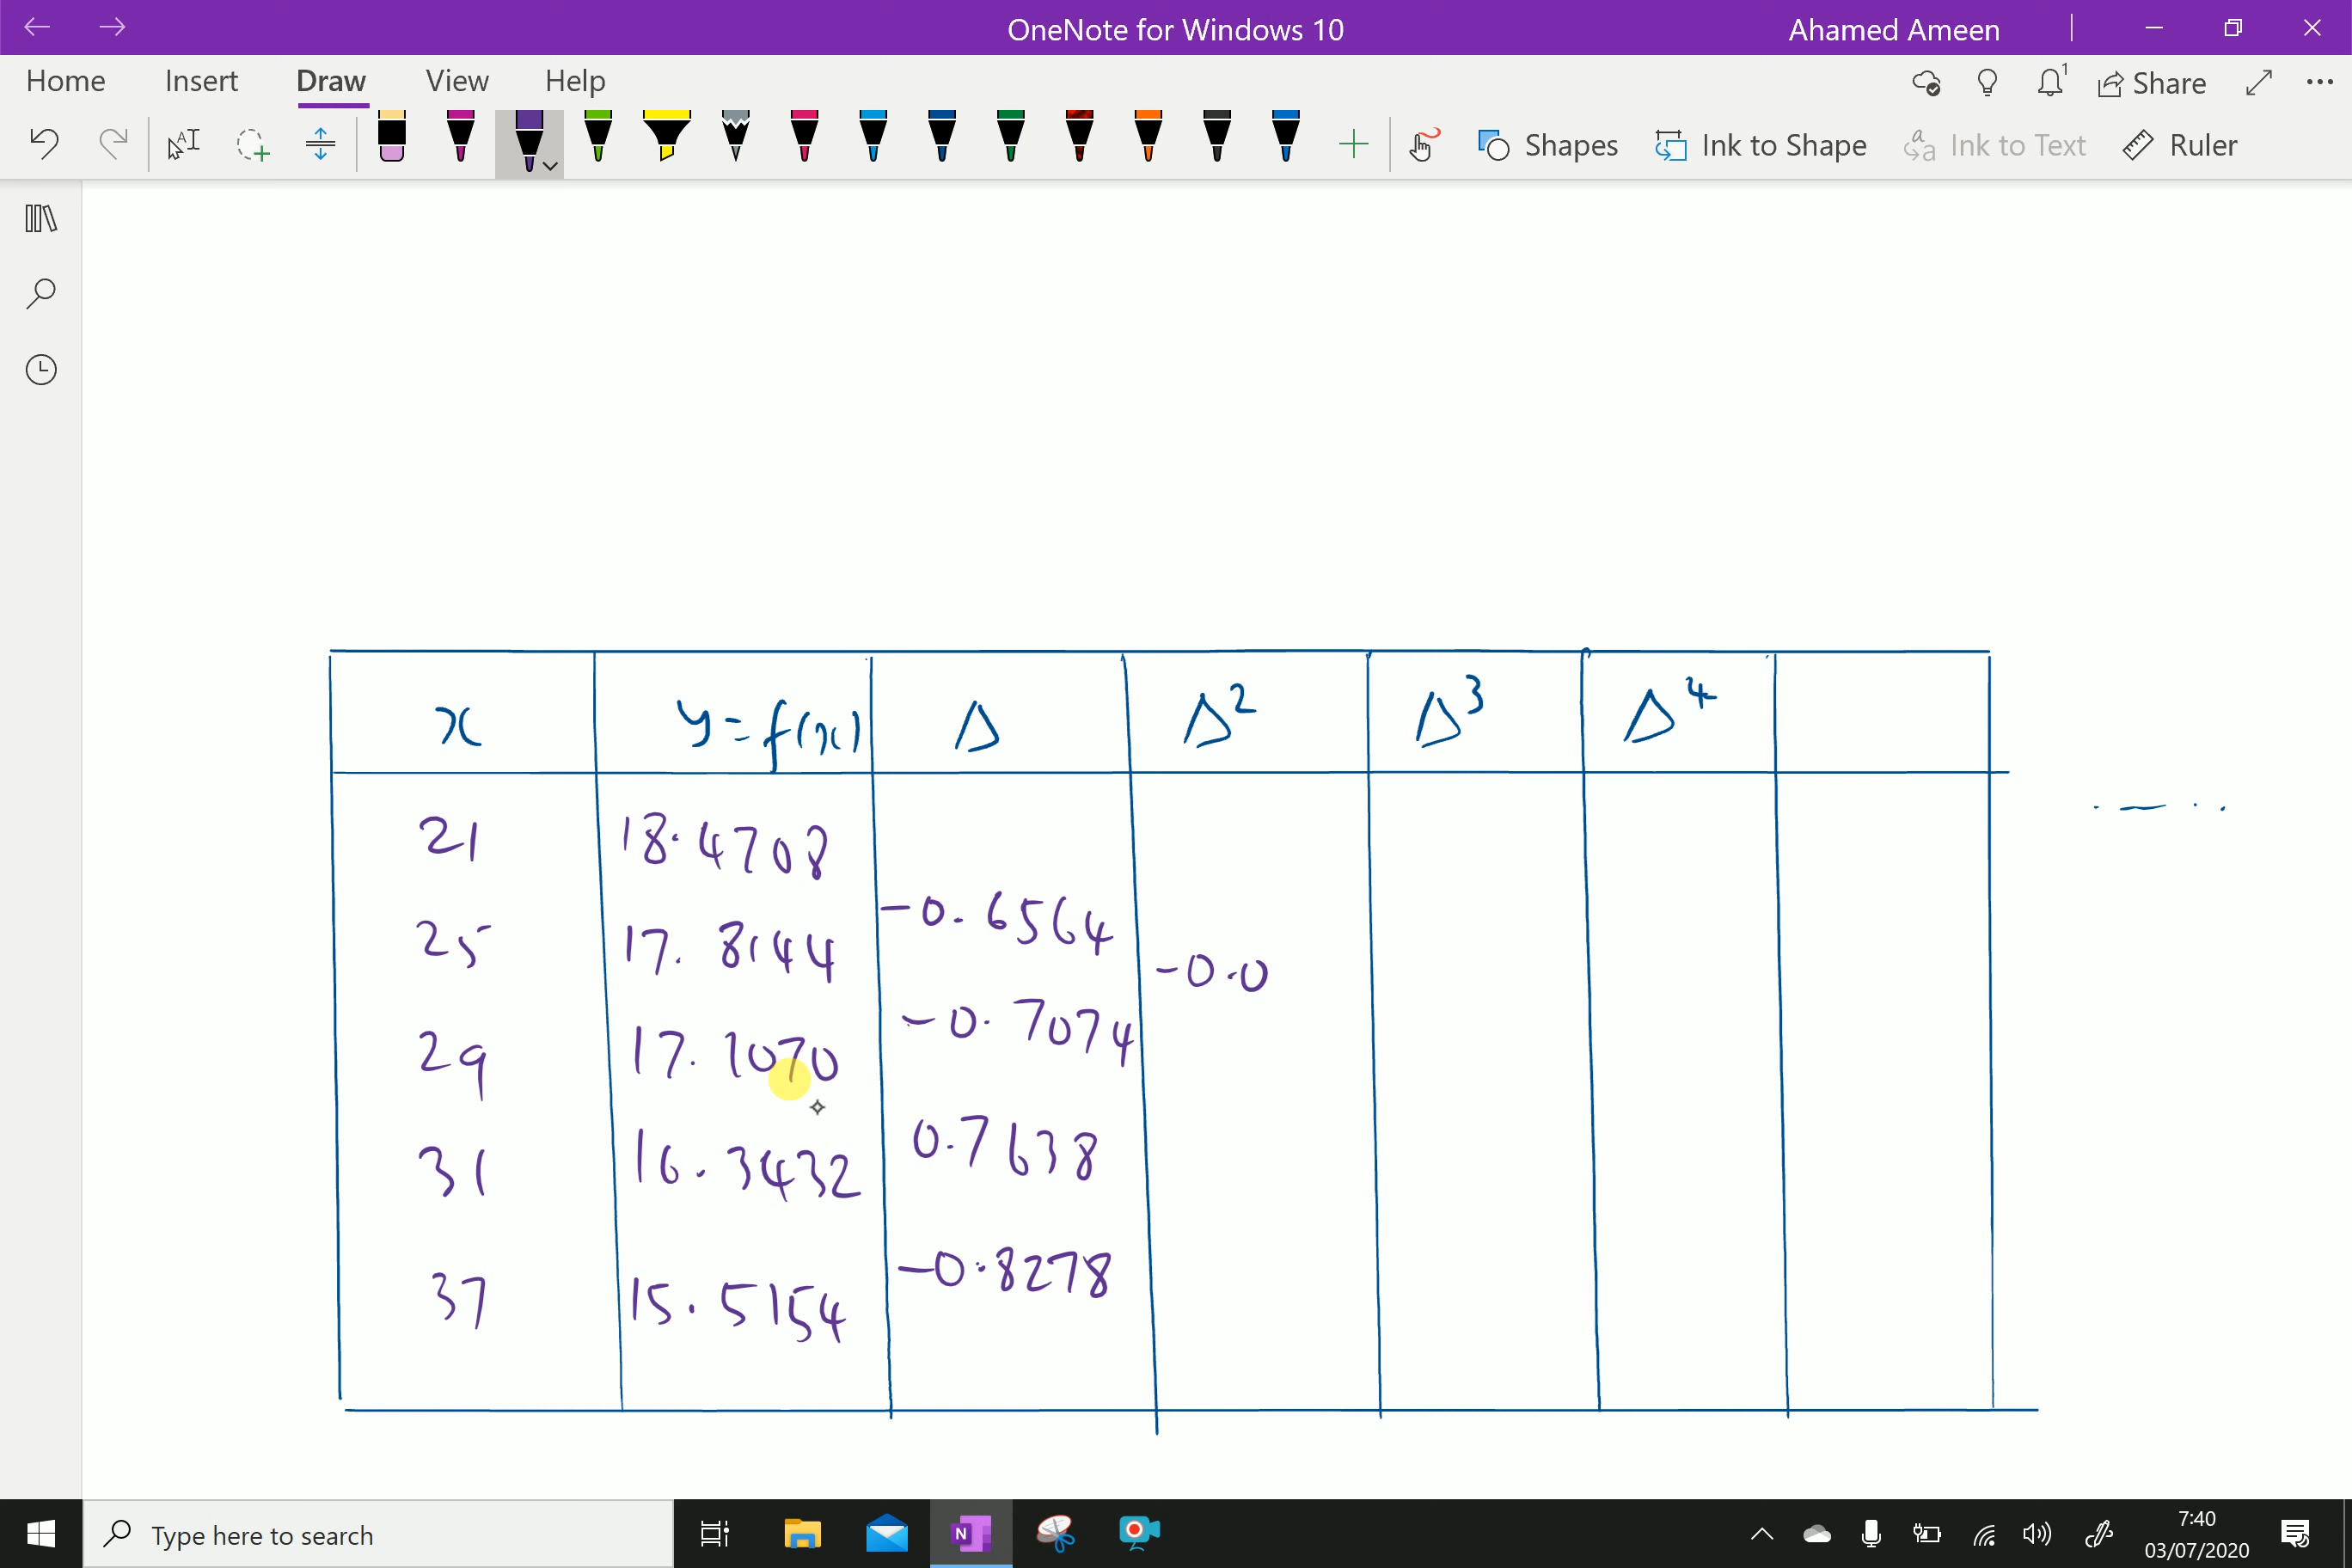 OneNote for Windows 10 Ahamed Ameen
Home Insert Draw View Help Share
Shapes Ink to Shape Ink to Text Ruler
x y=f(x) Δ Δ² Δ³ Δ⁴
21 18.4708
-0.6564
25 17.8144 -0.0
-0.7074
29 17.1070
0.7638
31 16.3432
-0.8278
37 15.5154
Type here to search
7:40
03/07/2020